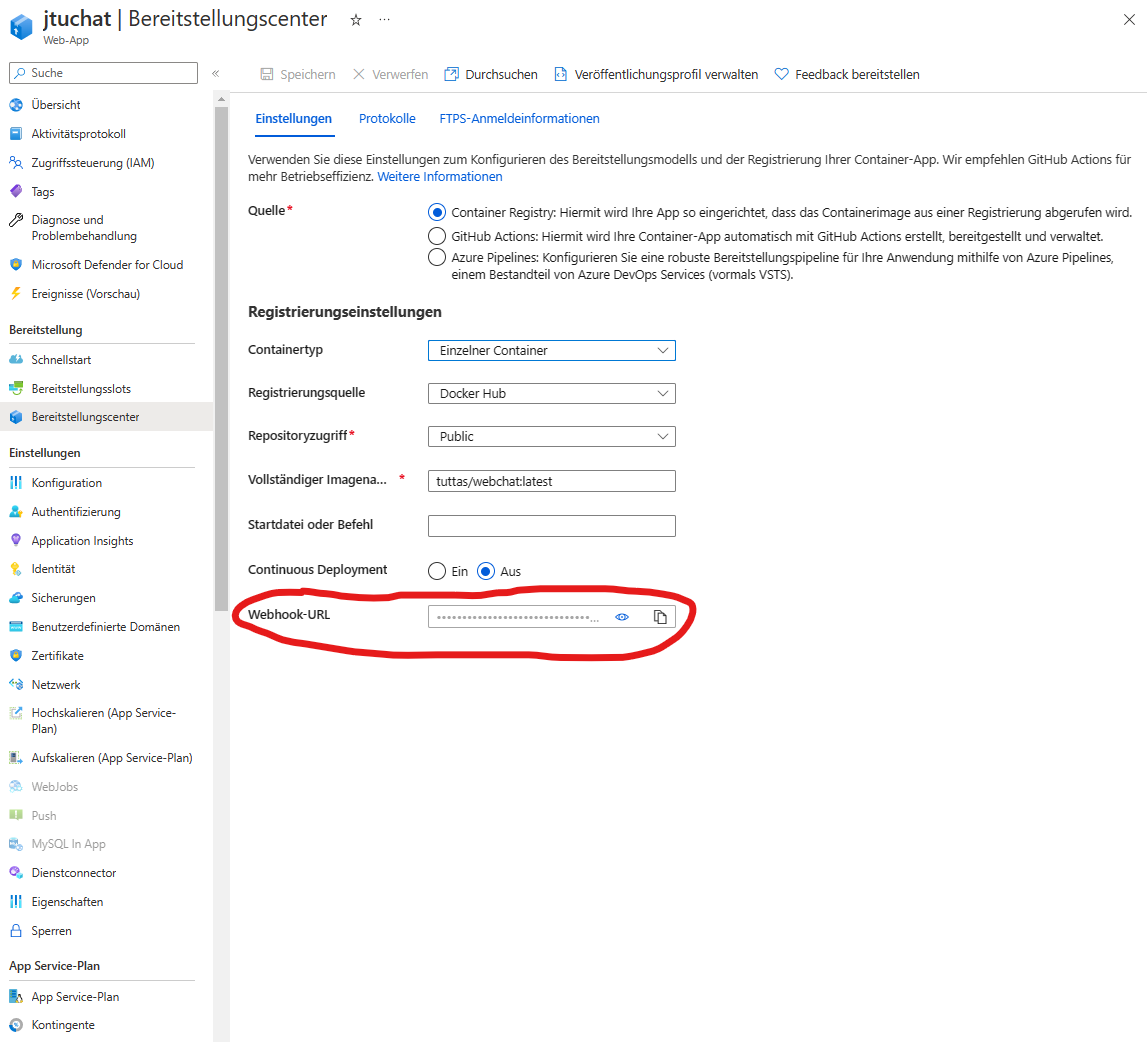 jtuchat | Bereitstellungscenter
Web-App
Suche
Übersicht
Aktivitätsprotokoll
Zugriffssteuerung (IAM)
Tags
Diagnose und
Problembehandlung
Microsoft Defender for Cloud
Ereignisse (Vorschau)
Bereitstellung
Schnellstart
Bereitstellungsslots
Bereitstellungscenter
Einstellungen
Konfiguration
Authentifizierung
Application Insights
Identität
Sicherungen
Benutzerdefinierte Domänen
Zertifikate
Netzwerk
Hochskalieren (App Service-
Plan)
Aufskalieren (App Service-Plan)
WebJobs
Push
MySQL In App
Dienstconnector
Eigenschaften
Sperren
App Service-Plan
App Service-Plan
Kontingente
Speichern Verwerfen Durchsuchen Veröffentlichungsprofil verwalten Feedback bereitstellen
Einstellungen Protokolle FTPS-Anmeldeinformationen
Verwenden Sie diese Einstellungen zum Konfigurieren des Bereitstellungsmodells und der Registrierung Ihrer Container-App. Wir empfehlen GitHub Actions für
mehr Betriebseffizienz. Weitere Informationen
Quelle*
Container Registry: Hiermit wird Ihre App so eingerichtet, dass das Containerimage aus einer Registrierung abgerufen wird.
GitHub Actions: Hiermit wird Ihre Container-App automatisch mit GitHub Actions erstellt, bereitgestellt und verwaltet.
Azure Pipelines: Konfigurieren Sie eine robuste Bereitstellungspipeline für Ihre Anwendung mithilfe von Azure Pipelines,
einem Bestandteil von Azure DevOps Services (vormals VSTS).
Registrierungseinstellungen
Containertyp Einzelner Container
Registrierungsquelle Docker Hub
Repositoryzugriff* Public
Vollständiger Imagena... * tuttas/webchat:latest
Startdatei oder Befehl
Continuous Deployment Ein Aus
Webhook-URL ••••••••••••••••••••••••••••••...